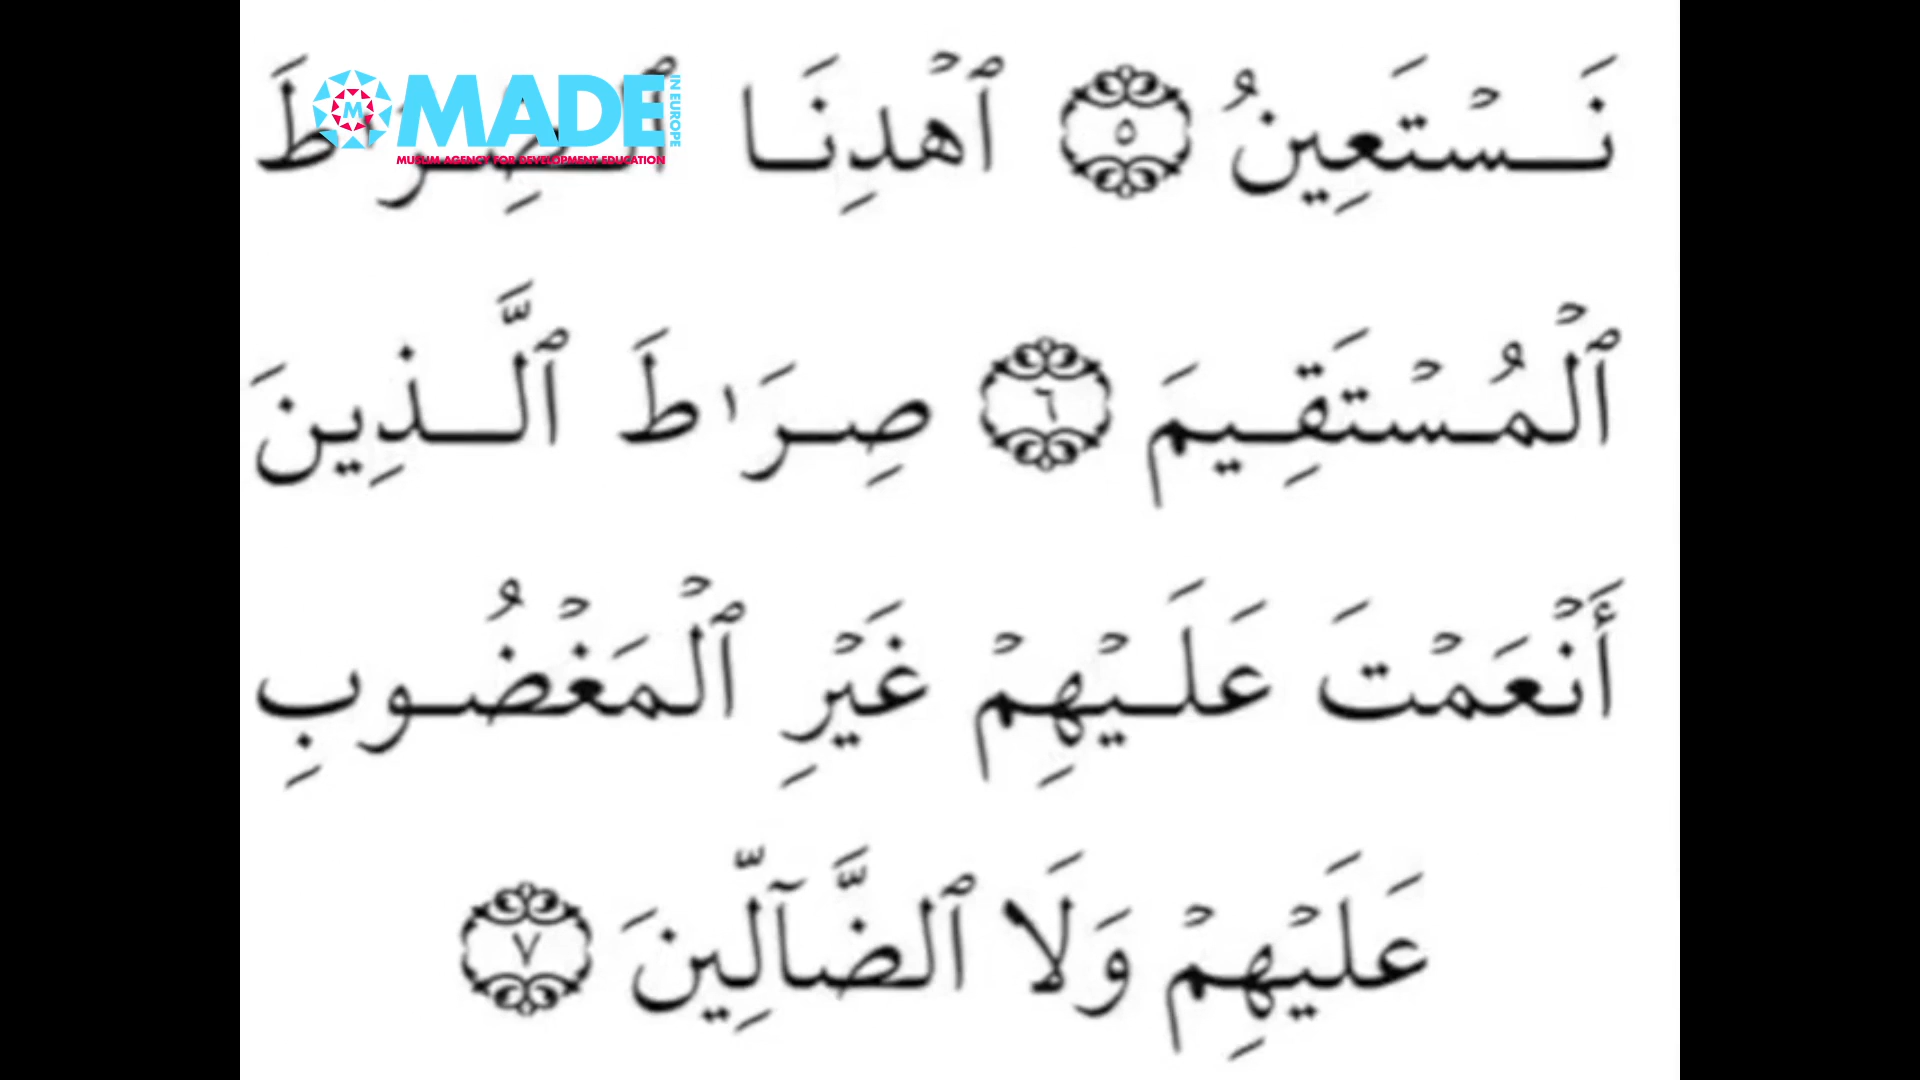 MADE
IN EUROPE
M
MUSLIM AGENCY FOR DEVELOPMENT EDUCATION
نَسۡتَعِينُ ٥ ٱهۡدِنَا ٱلصِّرَٰطَ
ٱلۡمُسۡتَقِيمَ ٦ صِرَٰطَ ٱلَّذِينَ
أَنۡعَمۡتَ عَلَيۡهِمۡ غَيۡرِ ٱلۡمَغۡضُوبِ
عَلَيۡهِمۡ وَلَا ٱلضَّآلِّينَ ٧